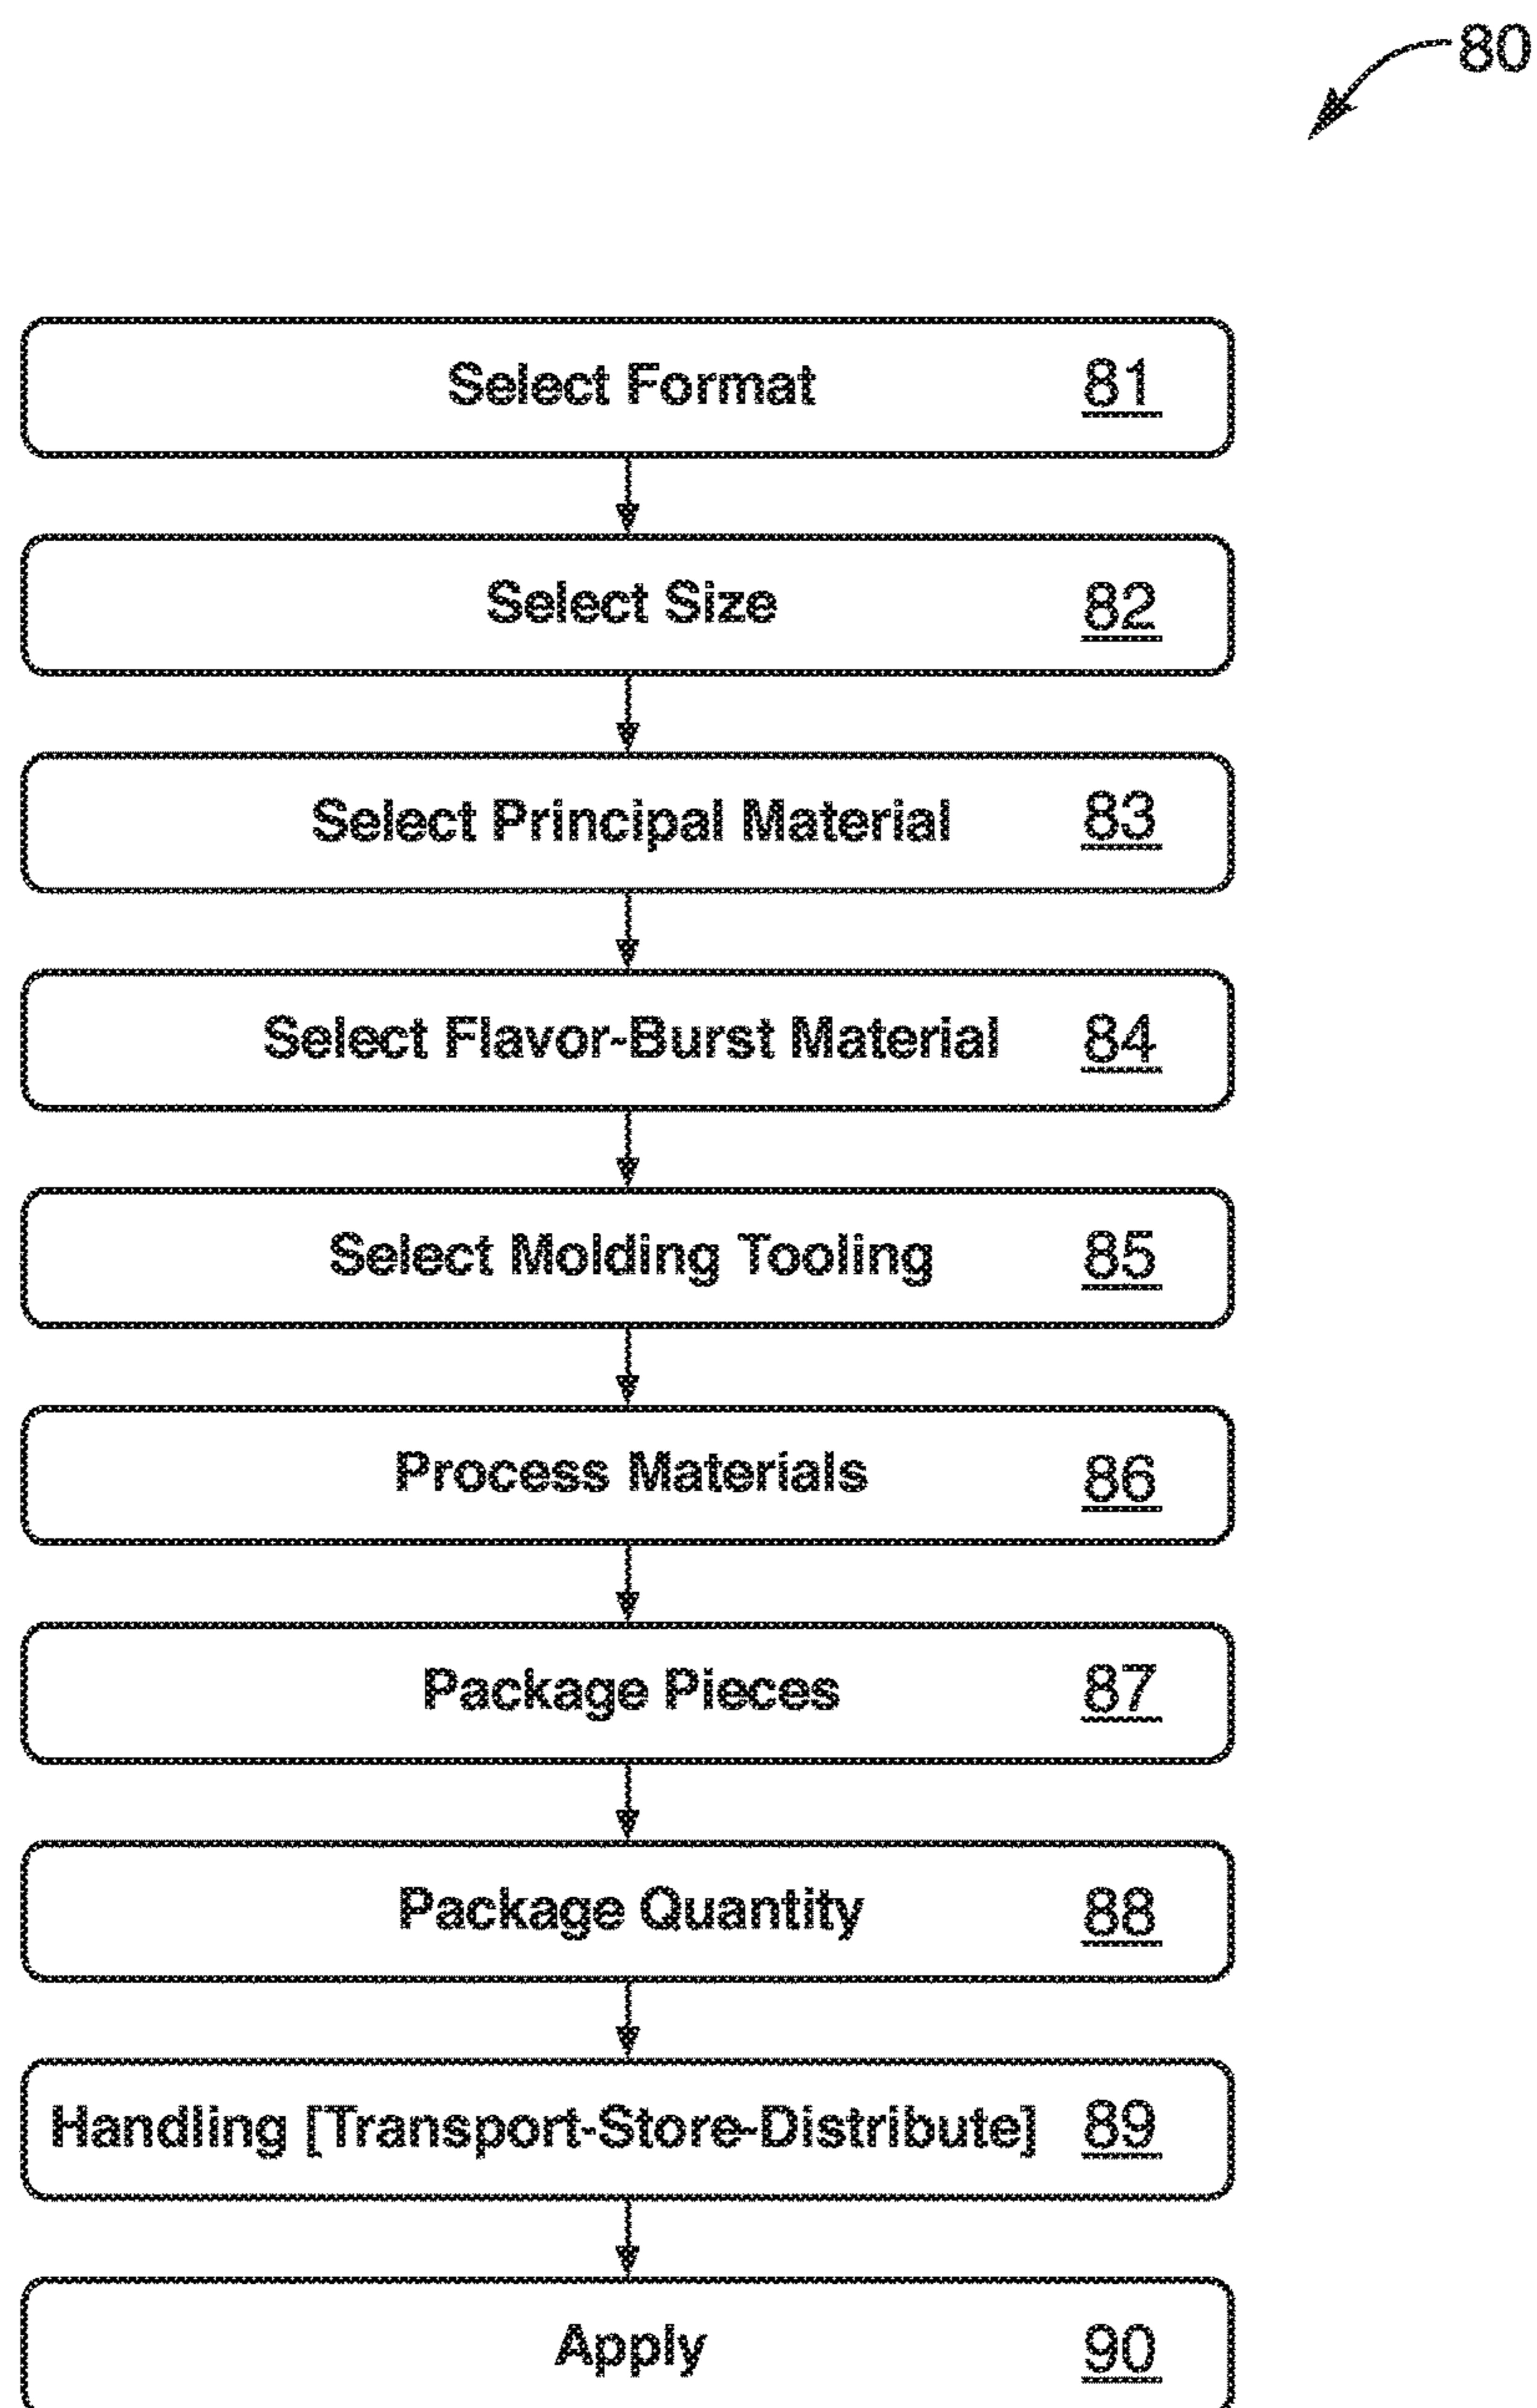 80
Select Format 81
Select Size 82
Select Principal Material 83
Select Flavor-Burst Material 84
Select Molding Tooling 85
Process Materials 86
Package Pieces 87
Package Quantity 88
Handling [Transport-Store-Distribute] 89
Apply 90